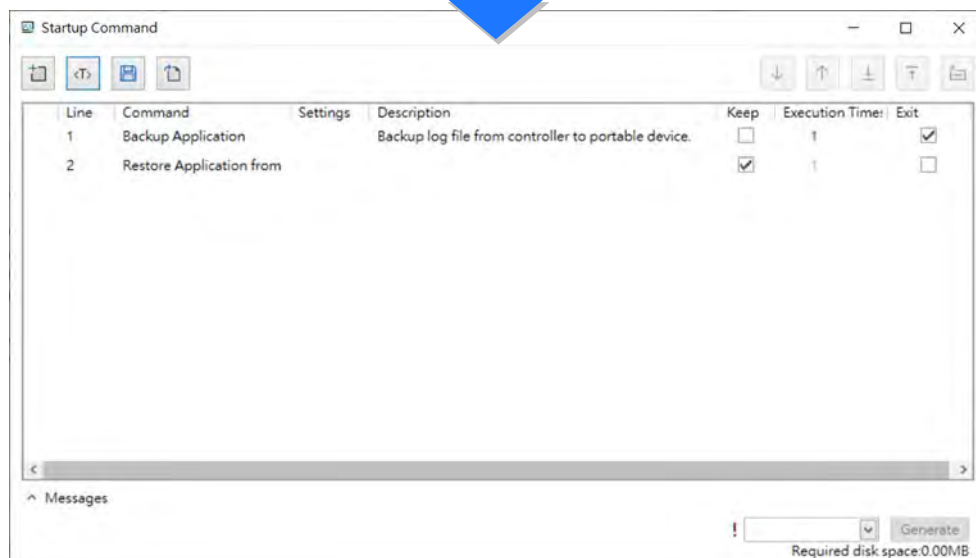 Startup Command
<T>
Line Command Settings Description Keep Execution Times Exit
1 Backup Application Backup log file from controller to portable device. 1
2 Restore Application from 1
Messages
! Generate
Required disk space:0.00MB